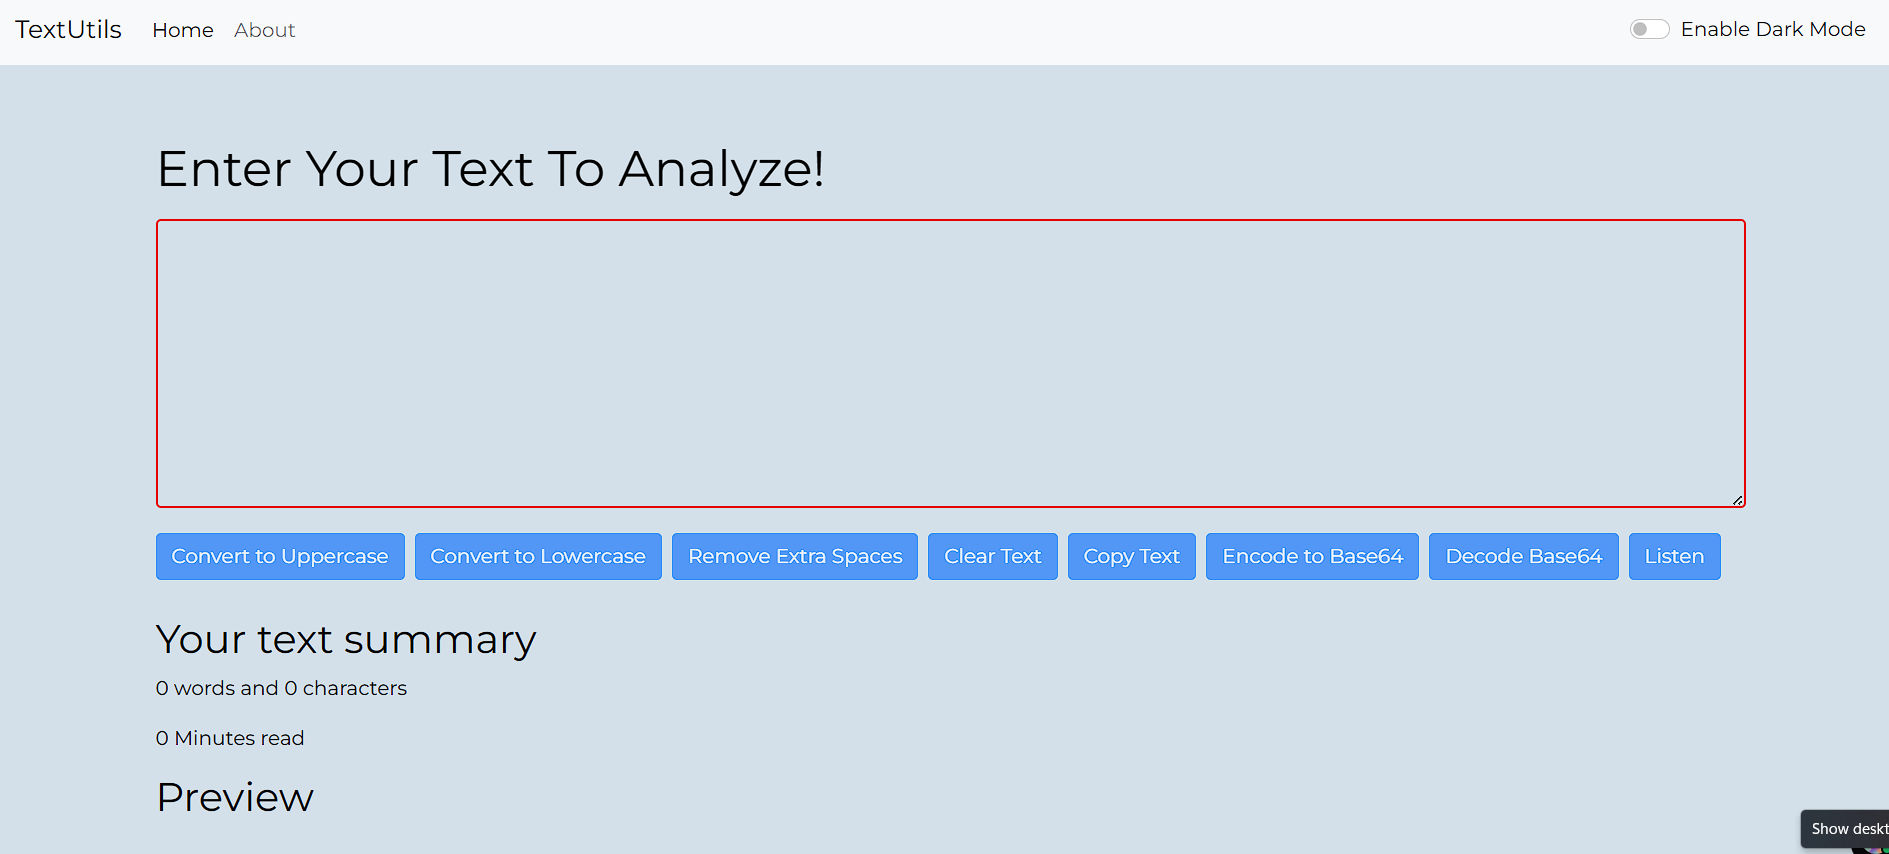 TextUtils Home About Enable Dark Mode
Enter Your Text To Analyze!
Convert to Uppercase Convert to Lowercase Remove Extra Spaces Clear Text Copy Text Encode to Base64 Decode Base64 Listen
Your text summary
0 words and 0 characters
0 Minutes read
Preview
Show